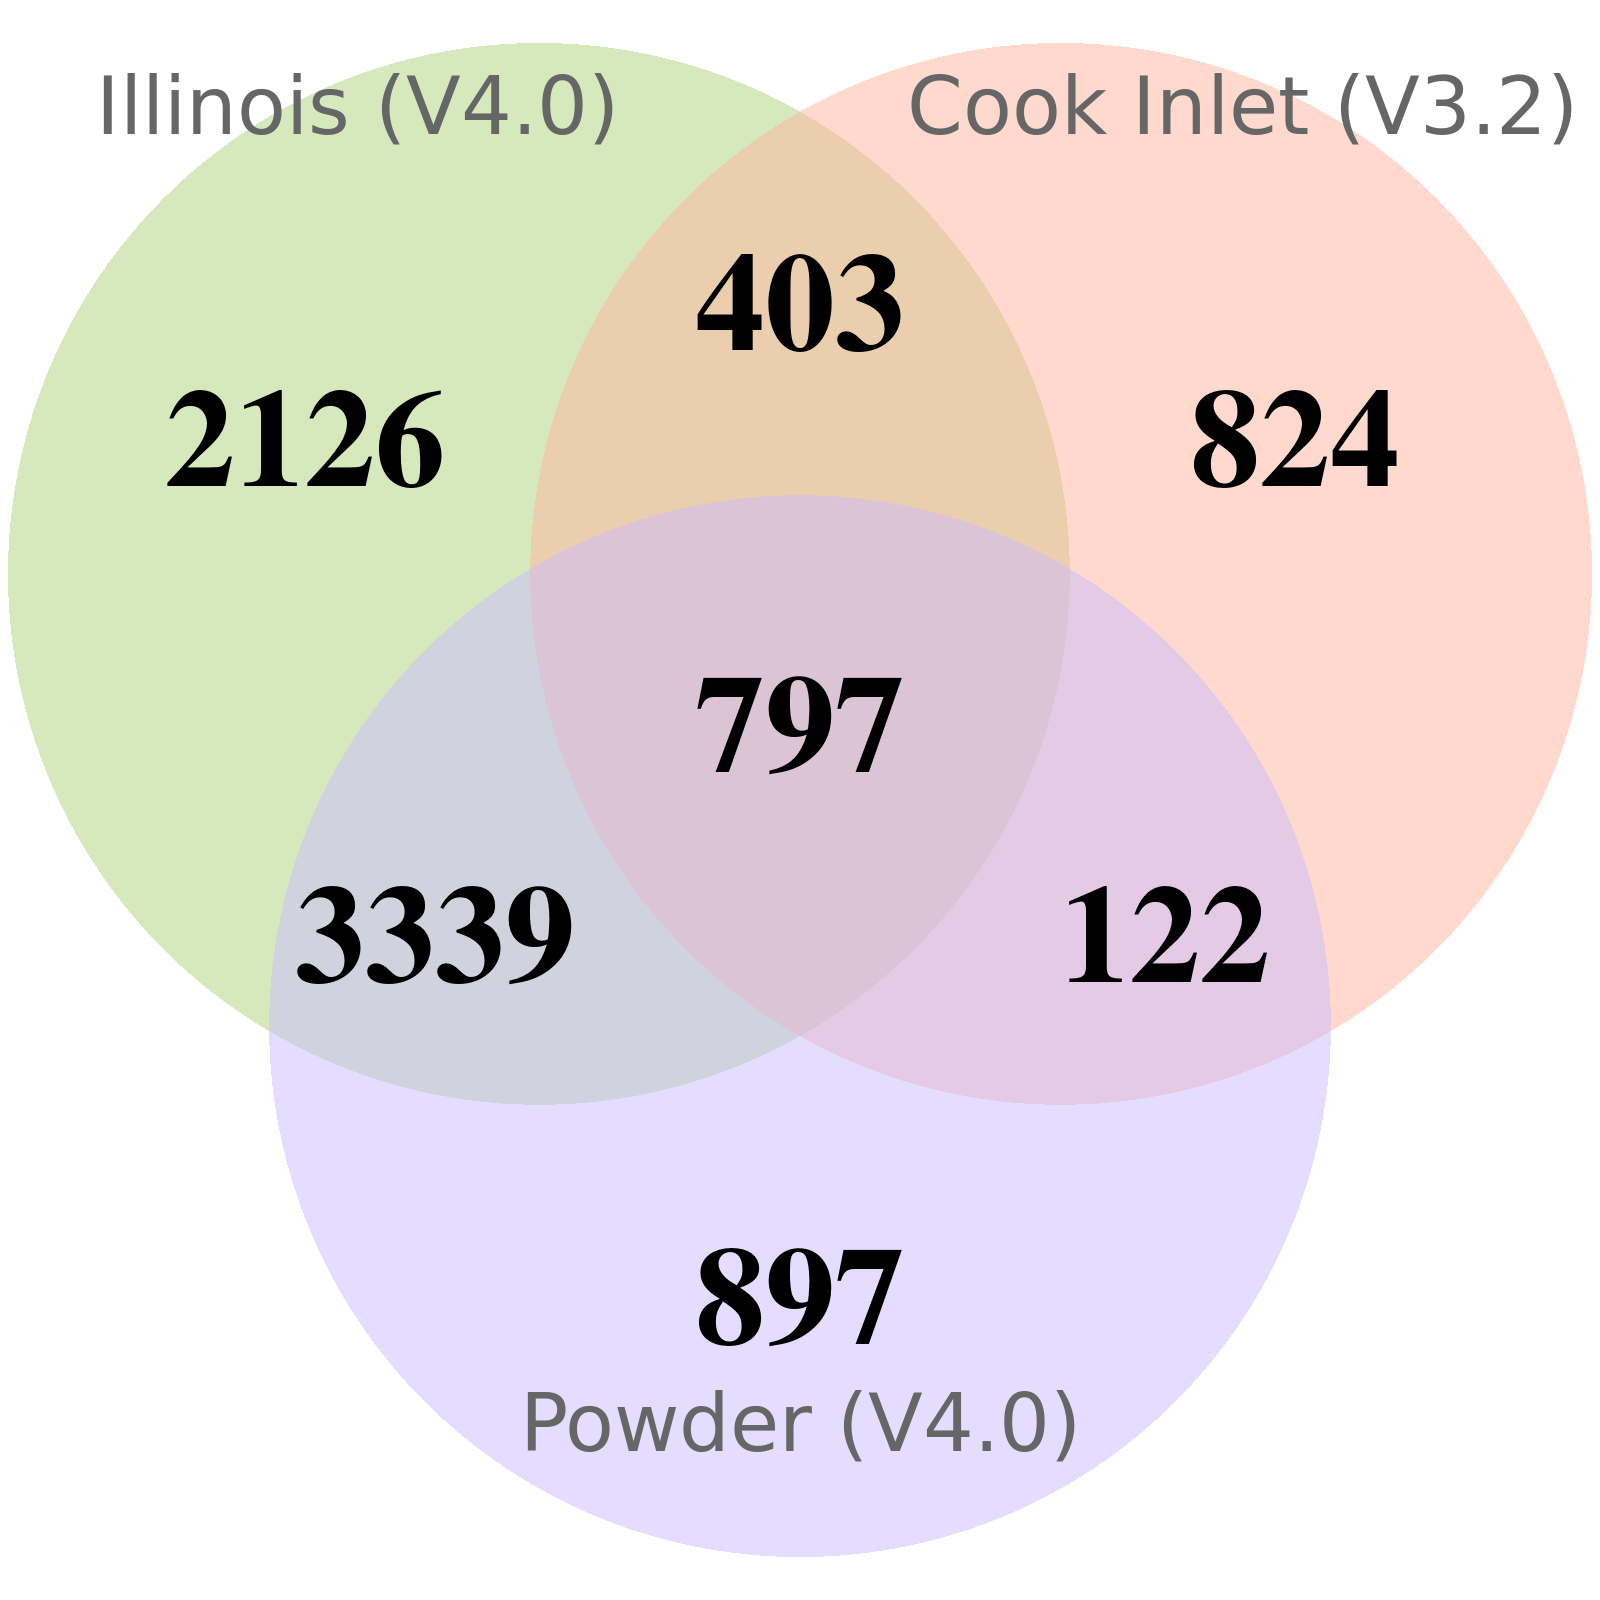 Illinois (V4.0)
Cook Inlet (V3.2)
403
2126
824
797
3339
122
897
Powder (V4.0)